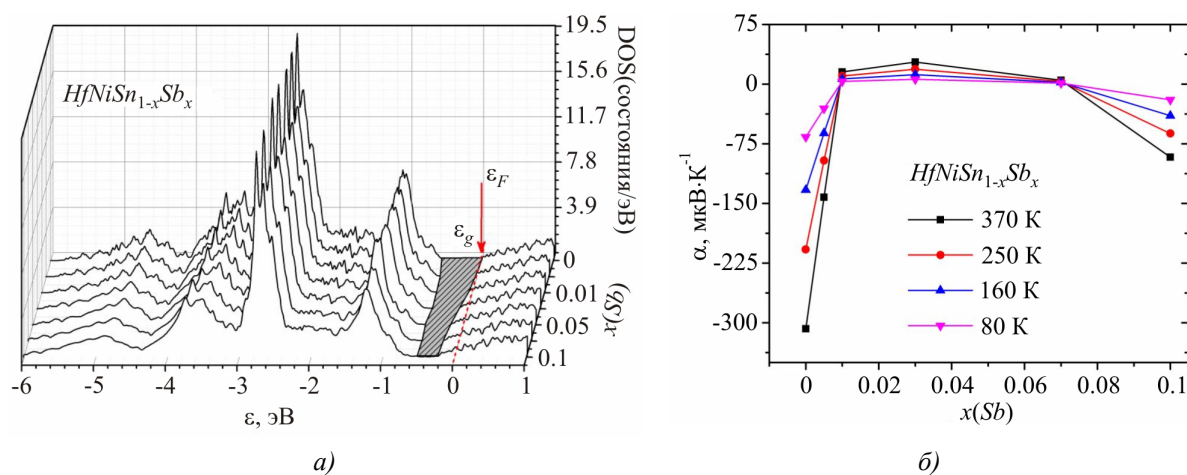 HfNiSn1-xSbx
19.5
15.6
11.7
7.8
3.9
0
DOS(состояния/эВ)
εF
εg
0
0.01
0.05
0.1
x(Sb)
-6
-5
-4
-3
-2
-1
0
1
ε, эВ
а)
75
0
-75
-150
-225
-300
α, мкВ·К-1
HfNiSn1-xSbx
370 К
250 К
160 К
80 К
0
0.02
0.04
0.06
0.08
0.10
x(Sb)
б)